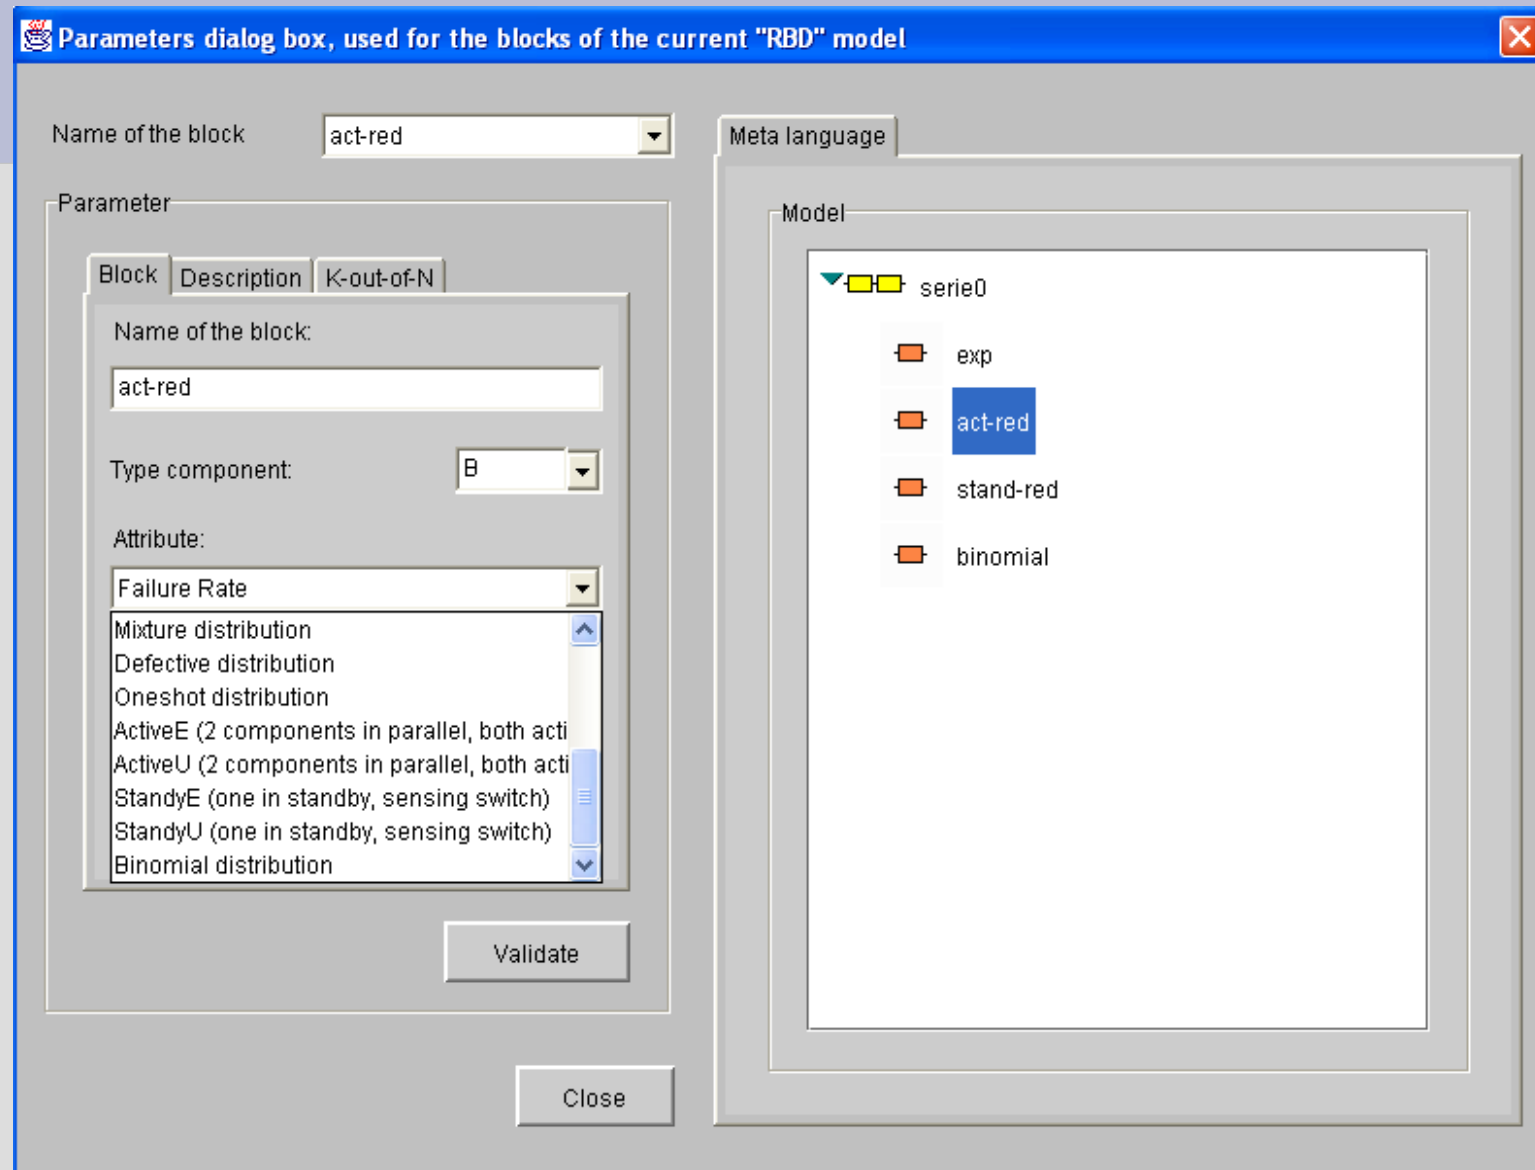 Parameters dialog box, used for the blocks of the current "RBD" model
Name of the block
act-red
Parameter
Block
Description
K-out-of-N
Name of the block:
act-red
Type component:
B
Attribute:
Failure Rate
Mixture distribution
Defective distribution
Oneshot distribution
ActiveE (2 components in parallel, both acti
ActiveU (2 components in parallel, both acti
StandyE (one in standby, sensing switch)
StandyU (one in standby, sensing switch)
Binomial distribution
Validate
Close
Meta language
Model
serie0
exp
act-red
stand-red
binomial